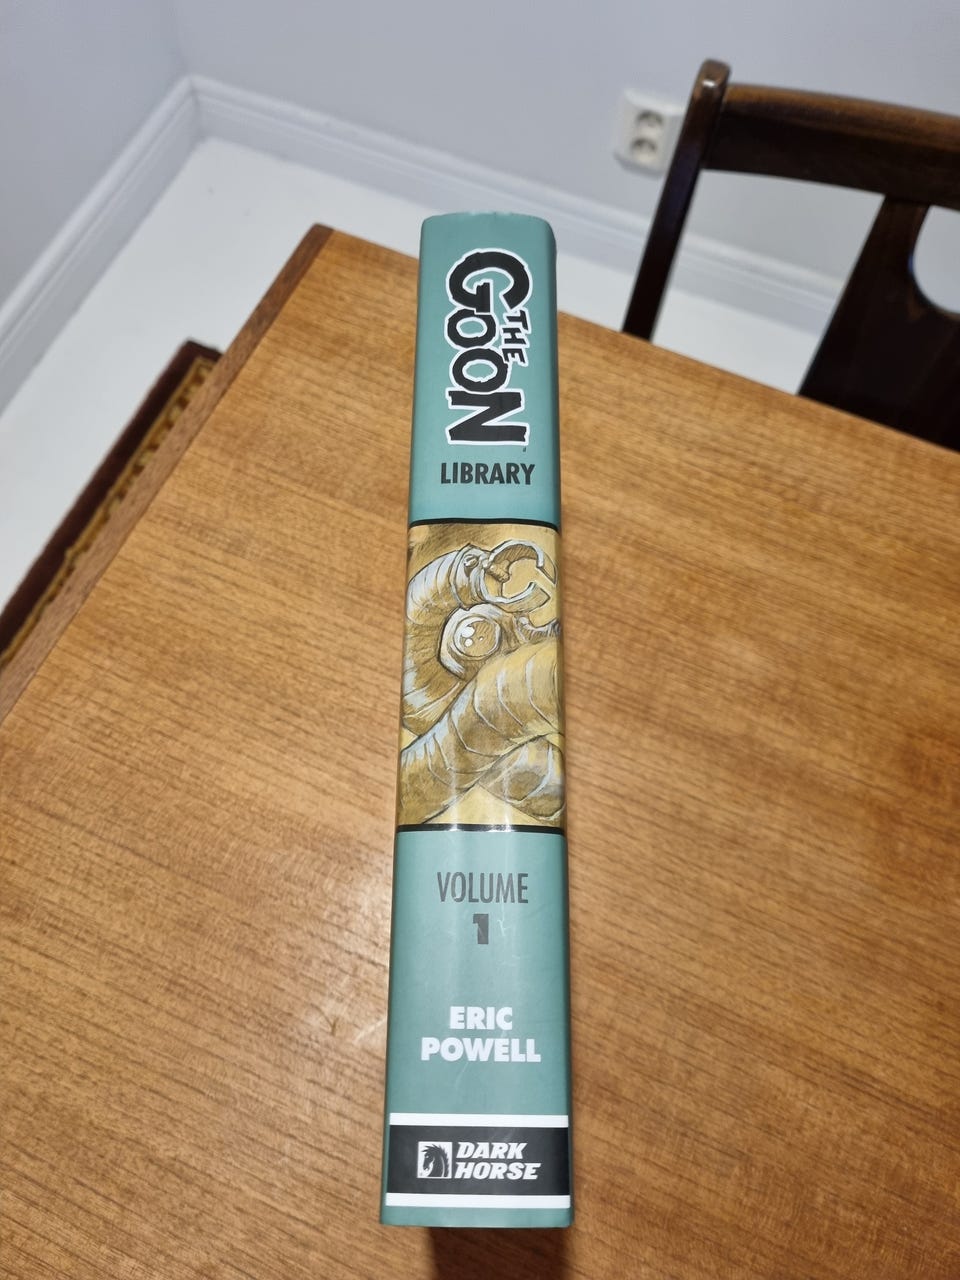 THE
GOON
LIBRARY
VOLUME
1
ERIC
POWELL
DARK
HORSE